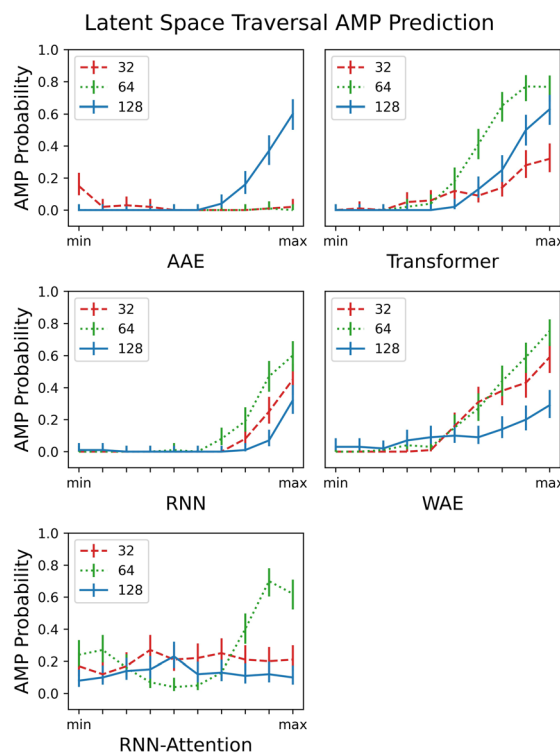 Latent Space Traversal AMP Prediction
AMP Probability
1.0
0.8
0.6
0.4
0.2
0.0
32
64
128
min
max
AAE
32
64
128
min
max
Transformer
AMP Probability
1.0
0.8
0.6
0.4
0.2
0.0
32
64
128
min
max
RNN
32
64
128
min
max
WAE
AMP Probability
1.0
0.8
0.6
0.4
0.2
0.0
32
64
128
min
max
RNN-Attention